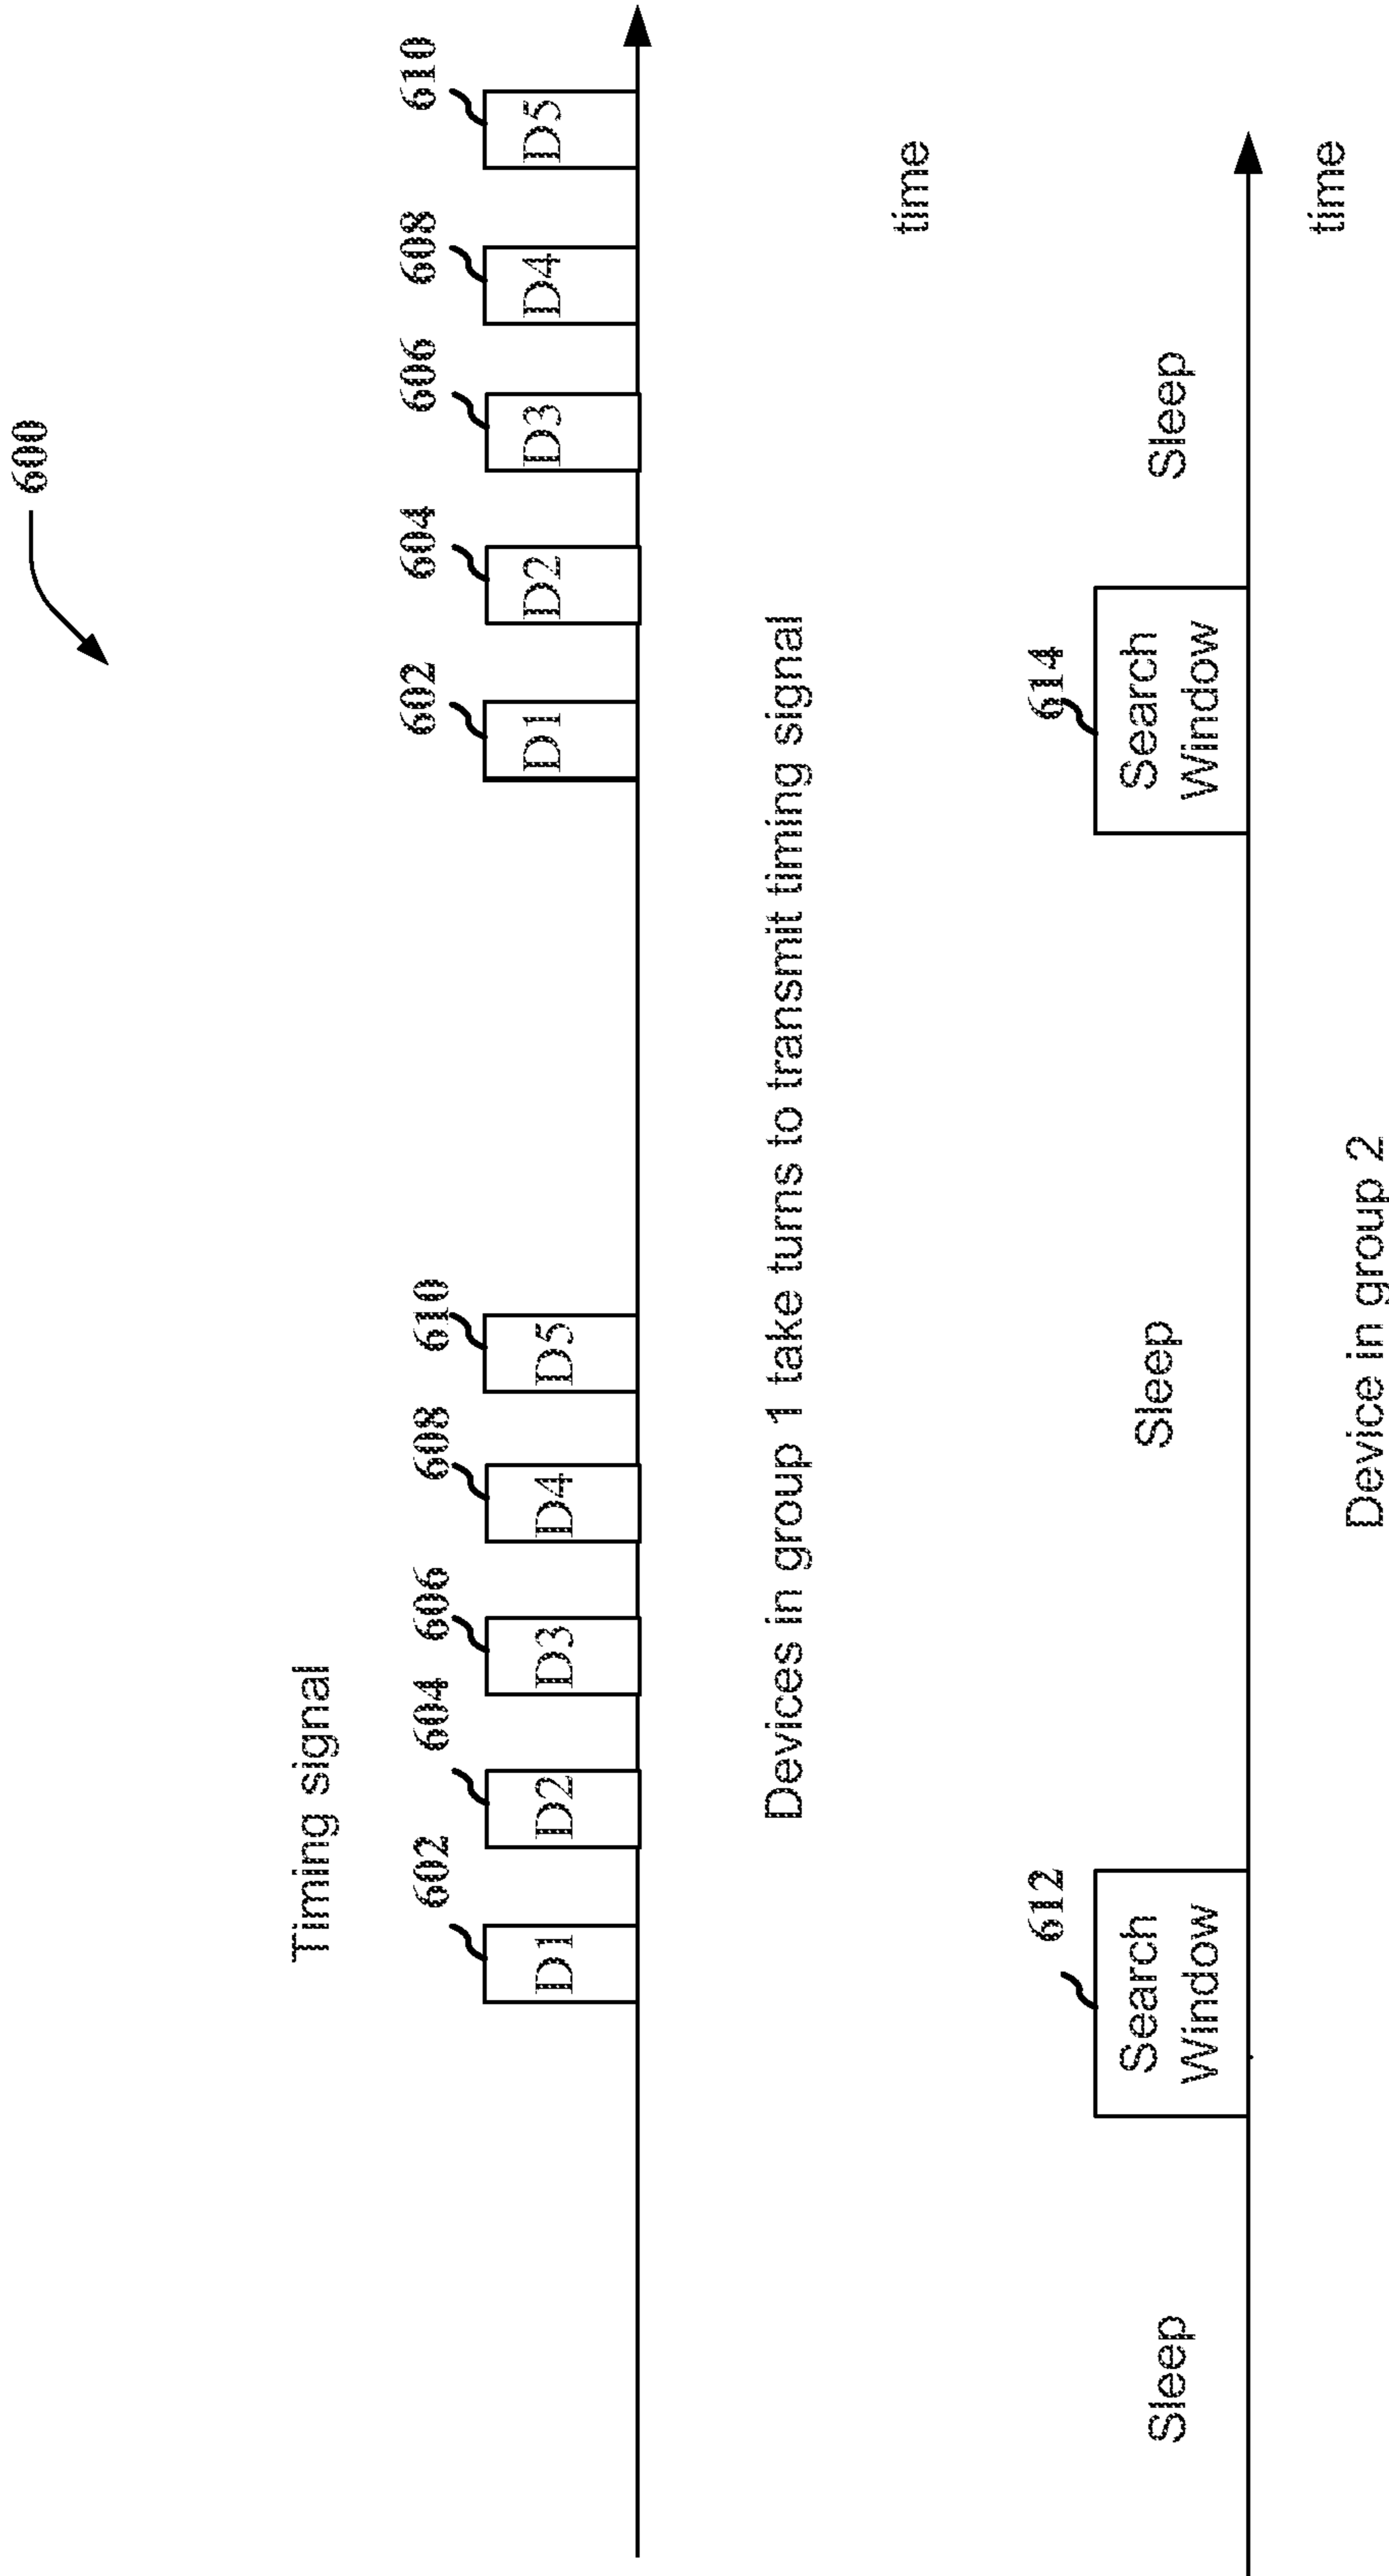 600
Timing signal
602
604
606
608
610
602
604
606
608
610
D1
D2
D3
D4
D5
D1
D2
D3
D4
D5
Devices in group 1 take turns to transmit timing signal
time
612
614
Sleep
Search
Window
Sleep
Search
Window
Sleep
time
Device in group 2